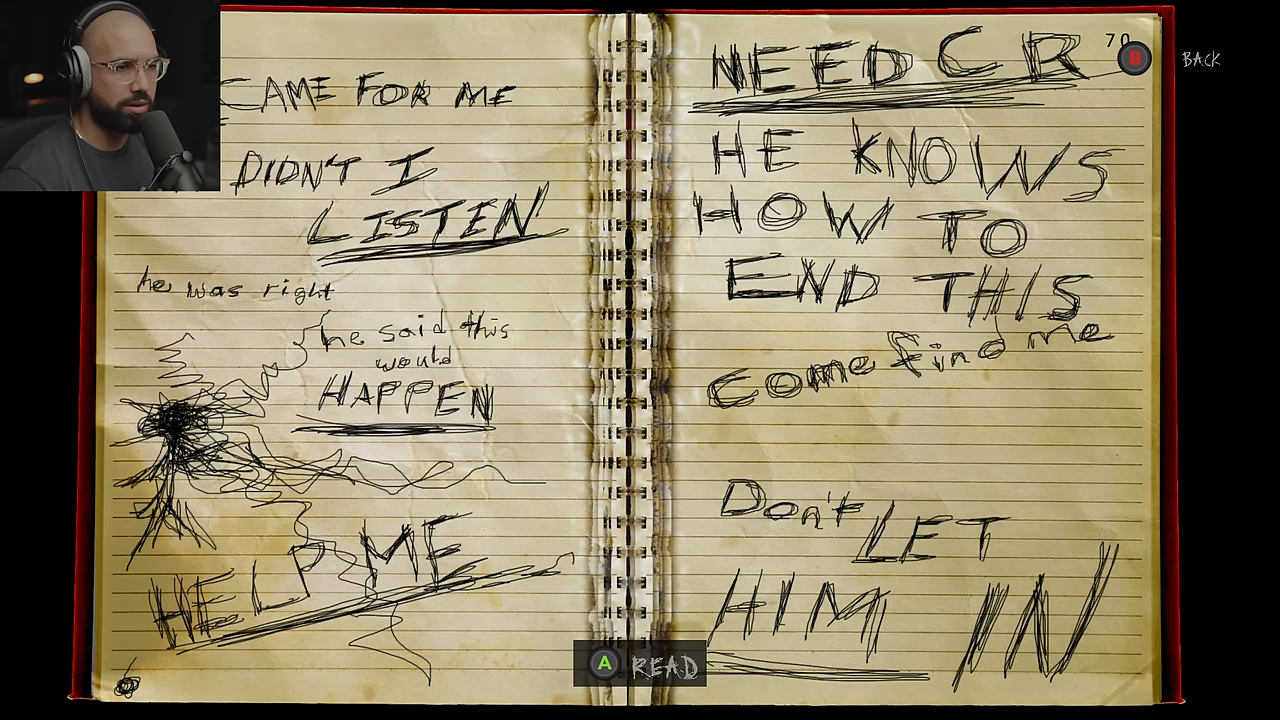 CAME FOR ME
DIDN'T I
LISTEN
he was right
he said this
would
HAPPEN
HELP ME
70
NEED CR
HE KNOWS
HOW TO
END THIS
come find me
Don't LET
HIM IN
B BACK
A READ